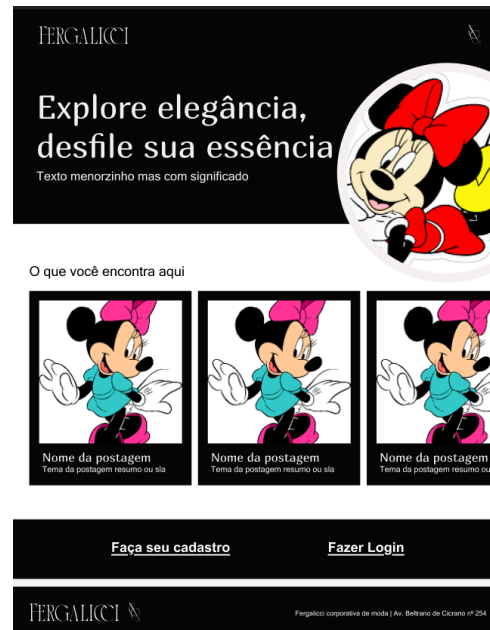 FERGALICCI
Explore elegância,
desfile sua essência
Texto menorzinho mas com significado
O que você encontra aqui
Nome da postagem
Tema da postagem resumo ou sla
Nome da postagem
Tema da postagem resumo ou sla
Nome da postagem
Tema da postagem resumo ou
Faça seu cadastro
Fazer Login
FERGALICCI
Fergalicci corporativa de moda | Av. Beltrano de Cicrano nº 254